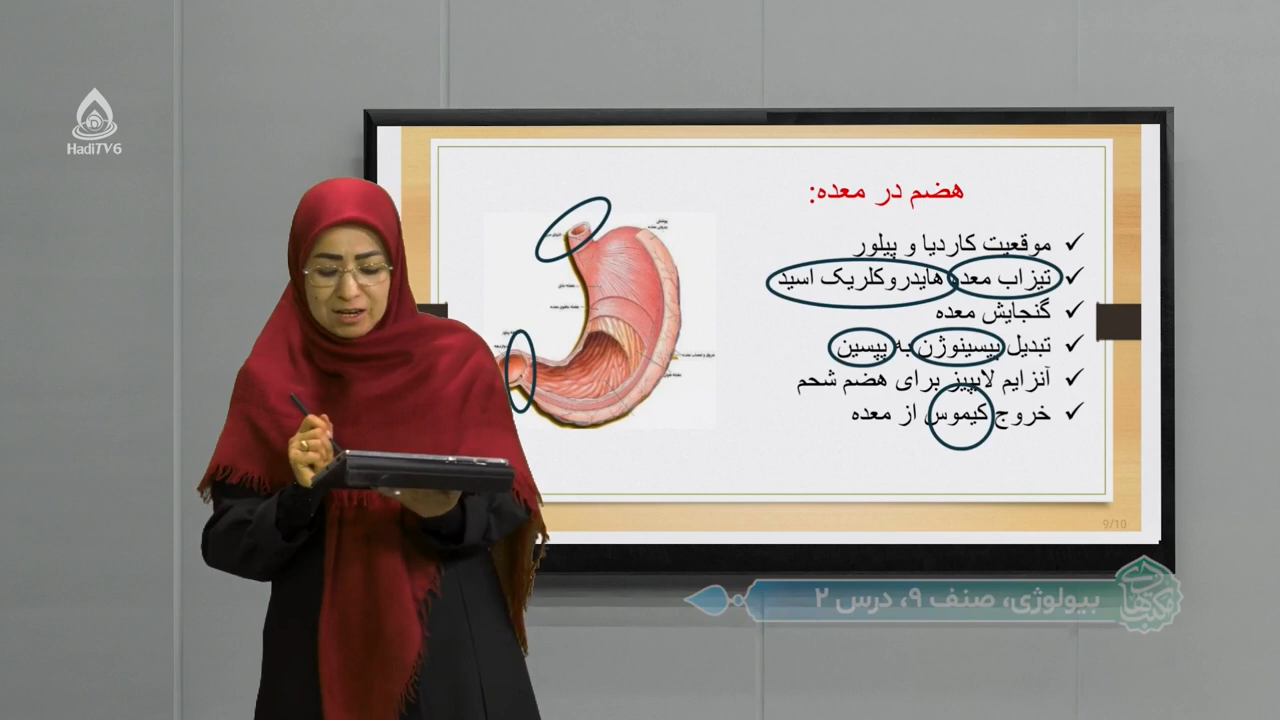 HadiTV6
هضم در معده:
موقعیت کاردیا و پیلور
تیزاب معده هایدروکلریک اسید
گنجایش معده
تبدیل پیسینوژن به پپسین
آنزایم لایپیز برای هضم شحم
خروج کیموس از معده
9/10
بیولوژی، صنف ۹، درس ۲